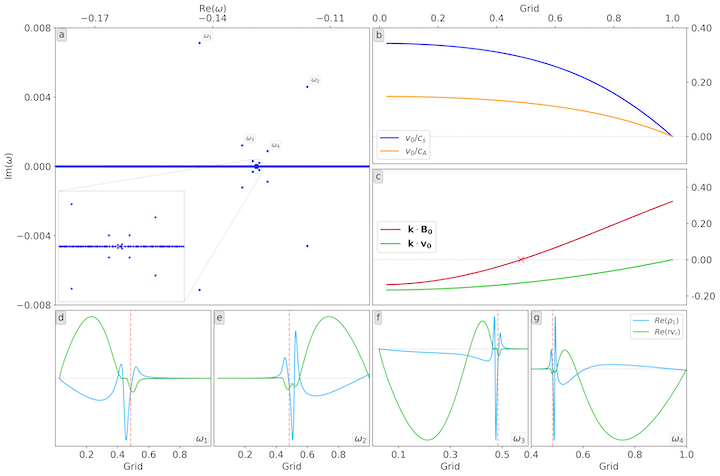 Re(ω)
−0.17 −0.14 −0.11
a
ω₁
ω₂
ω₃
ω₄
Im(ω)
0.008
0.004
0.000
−0.004
−0.008
Grid
0.0 0.2 0.4 0.6 0.8 1.0
b
v₀/cₛ
v₀/c_A
0.40
0.20
0.00
c
k · B₀
k · v₀
0.40
0.20
0.00
−0.20
d
ω₁
0.2 0.4 0.6 0.8
Grid
e
ω₂
0.2 0.4 0.6 0.8
Grid
f
ω₃
0.1 0.3 0.5
Grid
g
Re(ρ₁)
Re(rvᵣ)
ω₄
0.4 0.6 0.8 1.0
Grid